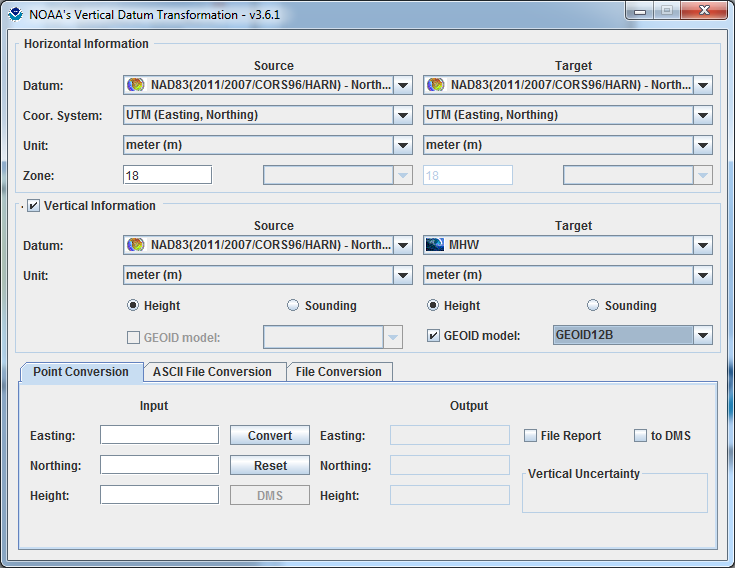 NOAA's Vertical Datum Transformation - v3.6.1
Horizontal Information
Source Target
Datum: NAD83(2011/2007/CORS96/HARN) - North... NAD83(2011/2007/CORS96/HARN) - North...
Coor. System: UTM (Easting, Northing) UTM (Easting, Northing)
Unit: meter (m) meter (m)
Zone: 18 18
Vertical Information
Source Target
Datum: NAD83(2011/2007/CORS96/HARN) - North... MHW
Unit: meter (m) meter (m)
Height Sounding Height Sounding
GEOID model: GEOID model: GEOID12B
Point Conversion ASCII File Conversion File Conversion
Input Output
Easting: Convert Easting: File Report to DMS
Northing: Reset Northing: Vertical Uncertainty
Height: DMS Height: